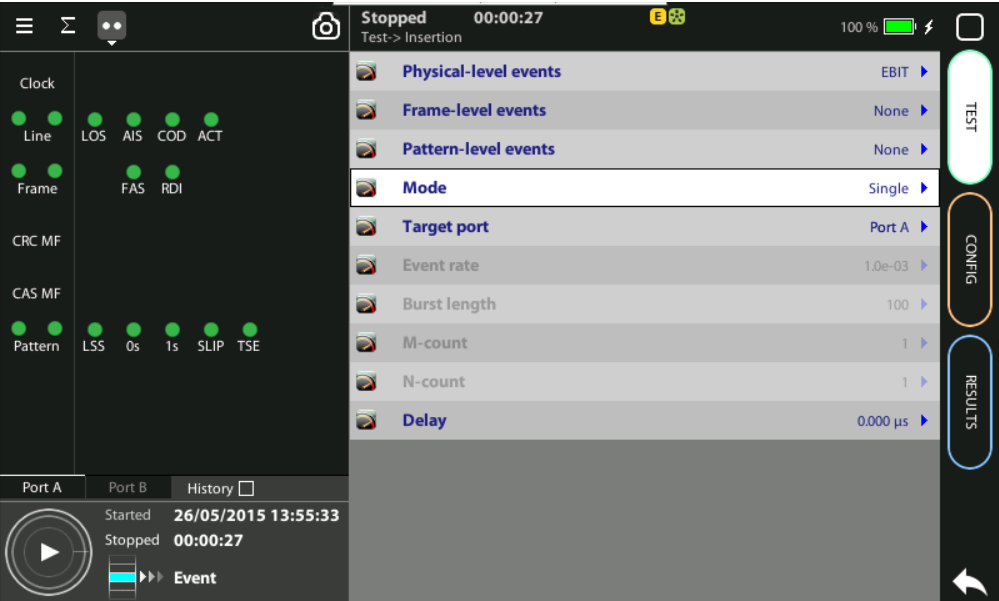 Stopped 00:00:27
Test-> Insertion
E
100 %
Clock
Line LOS AIS COD ACT
Frame FAS RDI
CRC MF
CAS MF
Pattern LSS 0s 1s SLIP TSE
Port A Port B History
Started 26/05/2015 13:55:33
Stopped 00:00:27
Event
Physical-level events EBIT
Frame-level events None
Pattern-level events None
Mode Single
Target port Port A
Event rate 1.0e-03
Burst length 100
M-count 1
N-count 1
Delay 0.000 µs
TEST
CONFIG
RESULTS